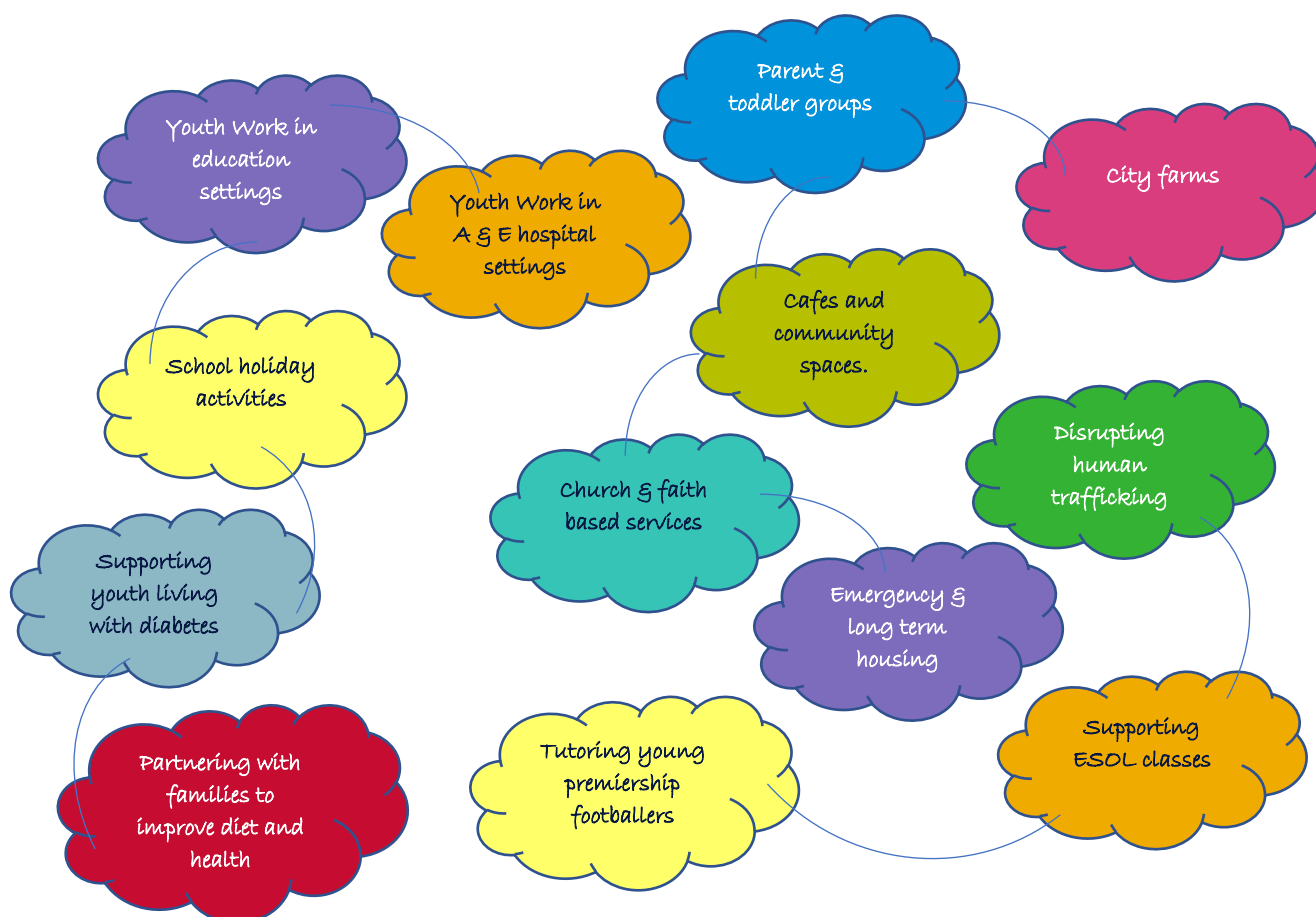 Parent &
toddler groups
Youth Work in
education
settings
City farms
Youth Work in
A & E hospital
settings
Cafes and
community
spaces.
School holiday
activities
Disrupting
human
trafficking
Church & faith
based services
Supporting
youth living
with diabetes
Emergency &
long term
housing
Supporting
ESOL classes
Tutoring young
premiership
footballers
Partnering with
families to
improve diet and
health